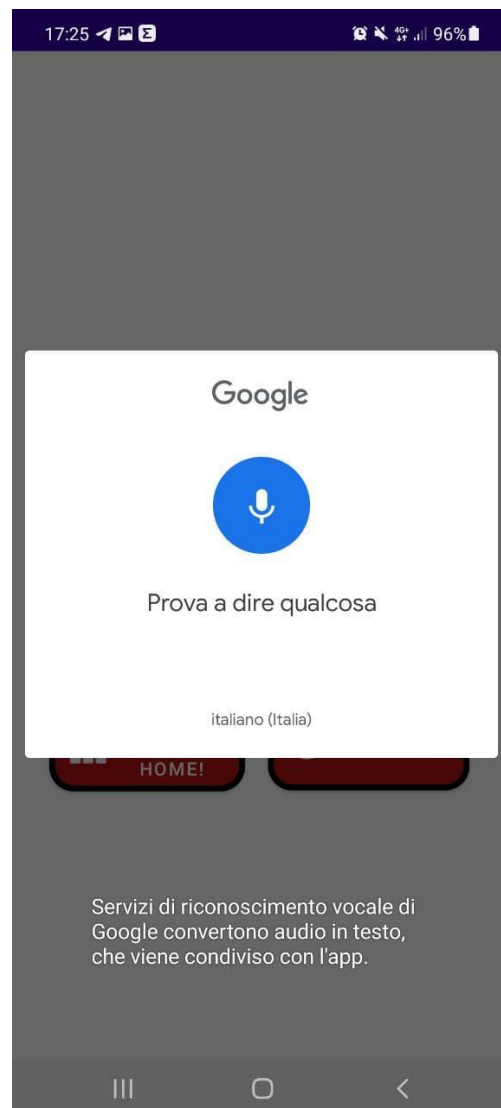 17:25 Σ 4G+ 96%
Google
Prova a dire qualcosa
italiano (Italia)
HOME!
Servizi di riconoscimento vocale di
Google convertono audio in testo,
che viene condiviso con l'app.